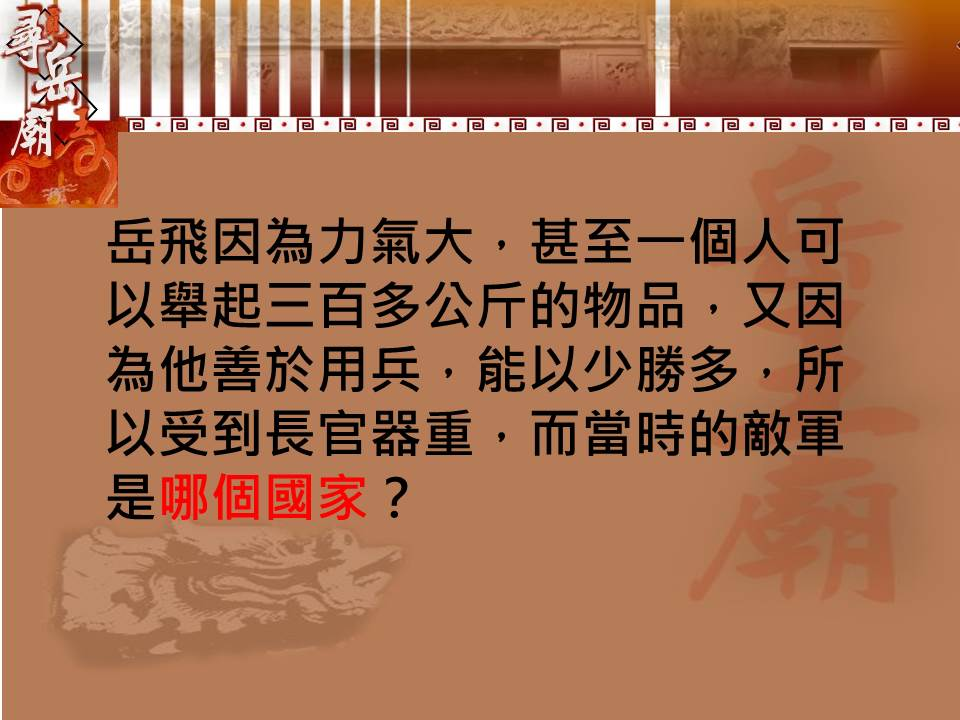 尋岳廟
岳飛因為力氣大，甚至一個人可
以舉起三百多公斤的物品，又因
為他善於用兵，能以少勝多，所
以受到長官器重，而當時的敵軍
是哪個國家？
岳王廟